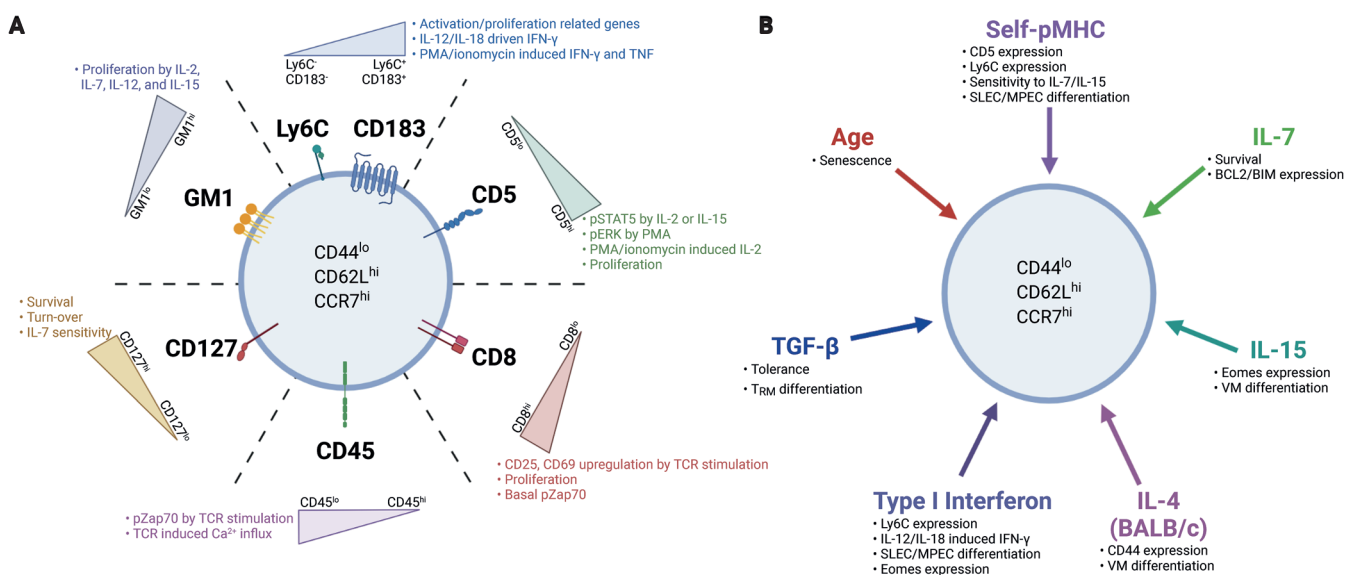 A
• Activation/proliferation related genes
• IL-12/IL-18 driven IFN-γ
• PMA/ionomycin induced IFN-γ and TNF
Ly6C⁻
CD183⁻
Ly6C⁺
CD183⁺
• Proliferation by IL-2,
IL-7, IL-12, and IL-15
GM1ʰⁱ
GM1ˡᵒ
Ly6C
CD183
GM1
CD5
CD5ˡᵒ
CD5ʰⁱ
• pSTAT5 by IL-2 or IL-15
• pERK by PMA
• PMA/ionomycin induced IL-2
• Proliferation
CD44ˡᵒ
CD62Lʰⁱ
CCR7ʰⁱ
• Survival
• Turn-over
• IL-7 sensitivity
CD127ʰⁱ
CD127ˡᵒ
CD127
CD8
CD8ˡᵒ
CD8ʰⁱ
CD45
• CD25, CD69 upregulation by TCR stimulation
• Proliferation
• Basal pZap70
CD45ˡᵒ
CD45ʰⁱ
• pZap70 by TCR stimulation
• TCR induced Ca²⁺ influx
B
Self-pMHC
• CD5 expression
• Ly6C expression
• Sensitivity to IL-7/IL-15
• SLEC/MPEC differentiation
Age
• Senescence
IL-7
• Survival
• BCL2/BIM expression
CD44ˡᵒ
CD62Lʰⁱ
CCR7ʰⁱ
TGF-β
• Tolerance
• TRM differentiation
IL-15
• Eomes expression
• VM differentiation
Type I Interferon
• Ly6C expression
• IL-12/IL-18 induced IFN-γ
• SLEC/MPEC differentiation
• Eomes expression
IL-4
(BALB/c)
• CD44 expression
• VM differentiation